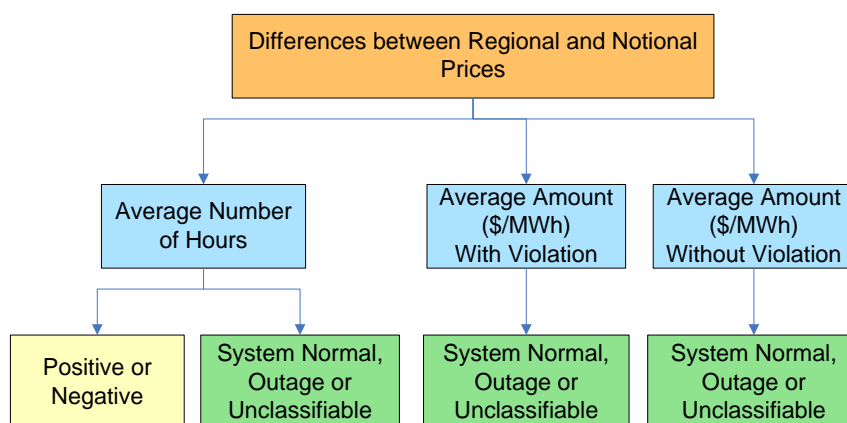 Differences between Regional and Notional
Prices
Average Number
of Hours
Average Amount
($/MWh)
With Violation
Average Amount
($/MWh)
Without Violation
Positive or
Negative
System Normal,
Outage or
Unclassifiable
System Normal,
Outage or
Unclassifiable
System Normal,
Outage or
Unclassifiable